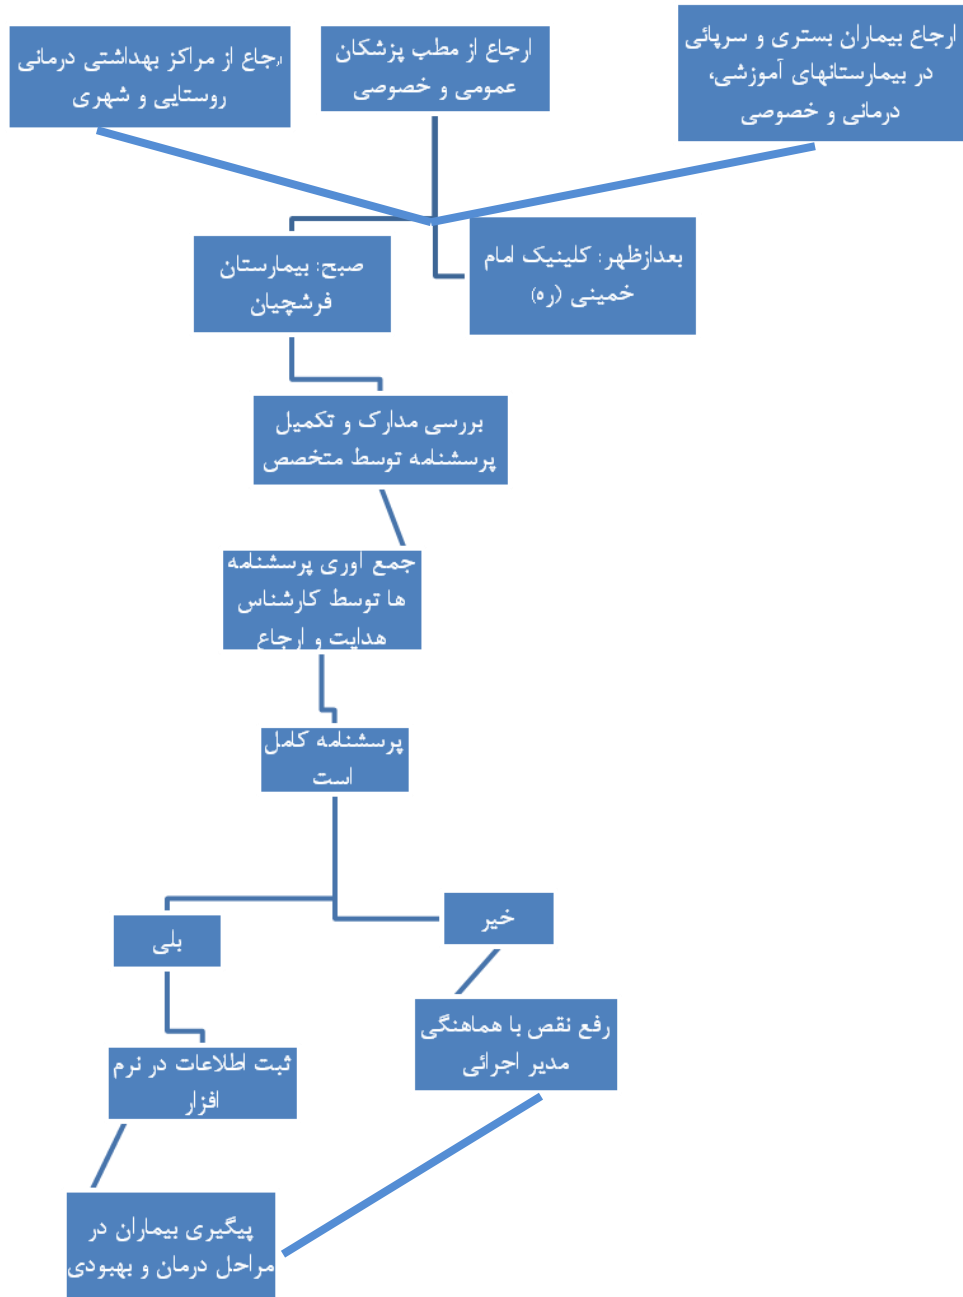 ارجاع بیماران بستری و سرپائی
در بیمارستانهای آموزشی،
درمانی و خصوصی
ارجاع از مطب پزشکان
عمومی و خصوصی
ارجاع از مراکز بهداشتی درمانی
روستایی و شهری
بعدازظهر: کلینیک امام
خمینی (ره)
صبح: بیمارستان
فرشچیان
بررسی مدارک و تکمیل
پرسشنامه توسط متخصص
جمع آوری پرسشنامه
ها توسط کارشناس
هدایت و ارجاع
پرسشنامه کامل
است
خیر
بلی
رفع نقص با هماهنگی
مدیر اجرائی
ثبت اطلاعات در نرم
افزار
پیگیری بیماران در
مراحل درمان و بهبودی